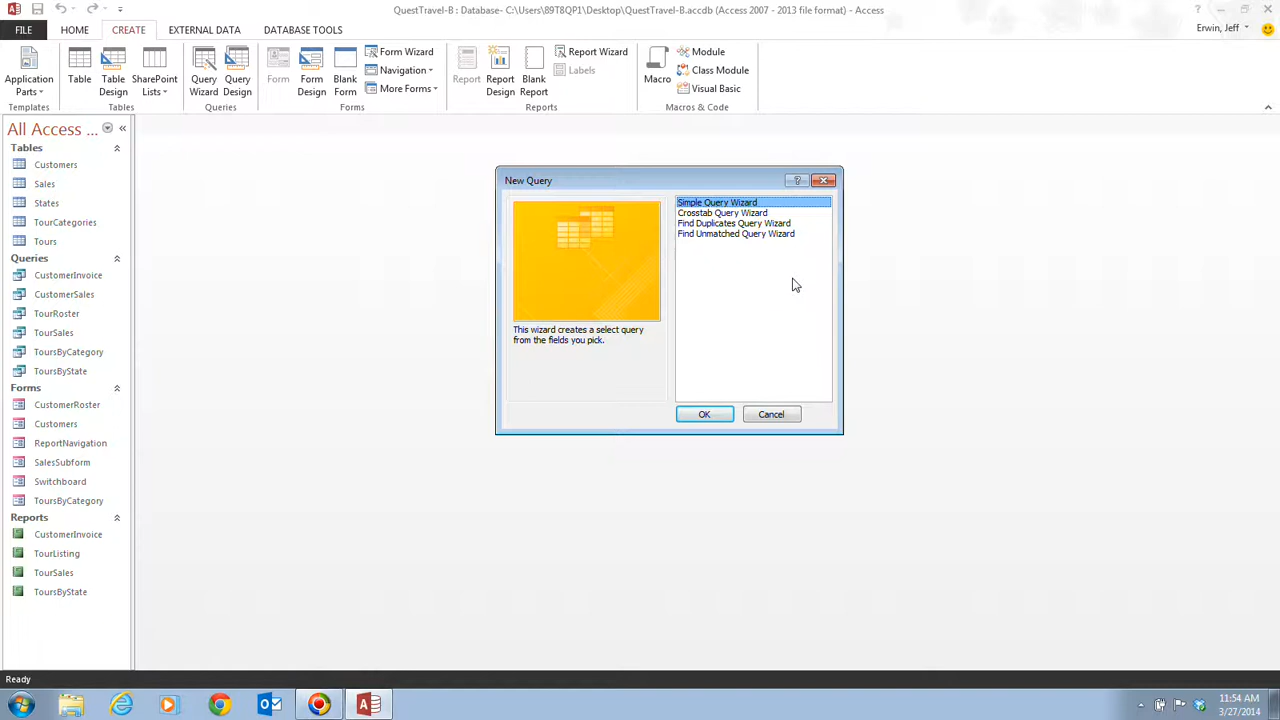 QuestTravel-B : Database- C:\Users\89T8QP1\Desktop\QuestTravel-B.accdb (Access 2007 - 2013 file format) - Access
FILE HOME CREATE EXTERNAL DATA DATABASE TOOLS
Erwin, Jeff
Application Parts
Table
Table Design
SharePoint Lists
Query Wizard
Query Design
Form
Form Design
Blank Form
Form Wizard
Navigation
More Forms
Report
Report Design
Blank Report
Report Wizard
Labels
Macro
Module
Class Module
Visual Basic
Templates Tables Queries Forms Reports Macros & Code
All Access ...
Tables
Customers
Sales
States
TourCategories
Tours
Queries
CustomerInvoice
CustomerSales
TourRoster
TourSales
ToursByCategory
ToursByState
Forms
CustomerRoster
Customers
ReportNavigation
SalesSubform
Switchboard
ToursByCategory
Reports
CustomerInvoice
TourListing
TourSales
ToursByState
New Query
Simple Query Wizard
Crosstab Query Wizard
Find Duplicates Query Wizard
Find Unmatched Query Wizard
This wizard creates a select query
from the fields you pick.
OK Cancel
Ready
11:54 AM
3/27/2014